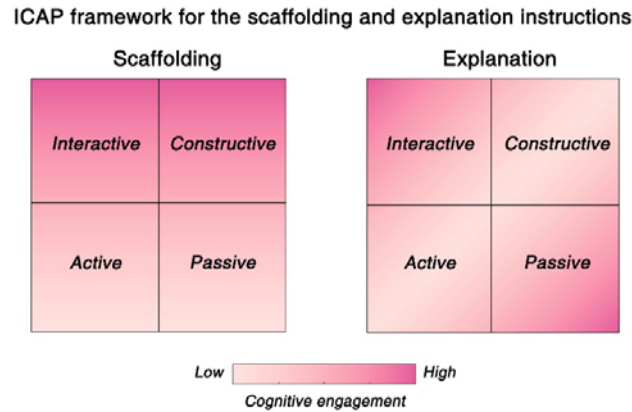 ICAP framework for the scaffolding and explanation instructions
Scaffolding
Explanation
Interactive
Constructive
Active
Passive
Interactive
Constructive
Active
Passive
Low
High
Cognitive engagement